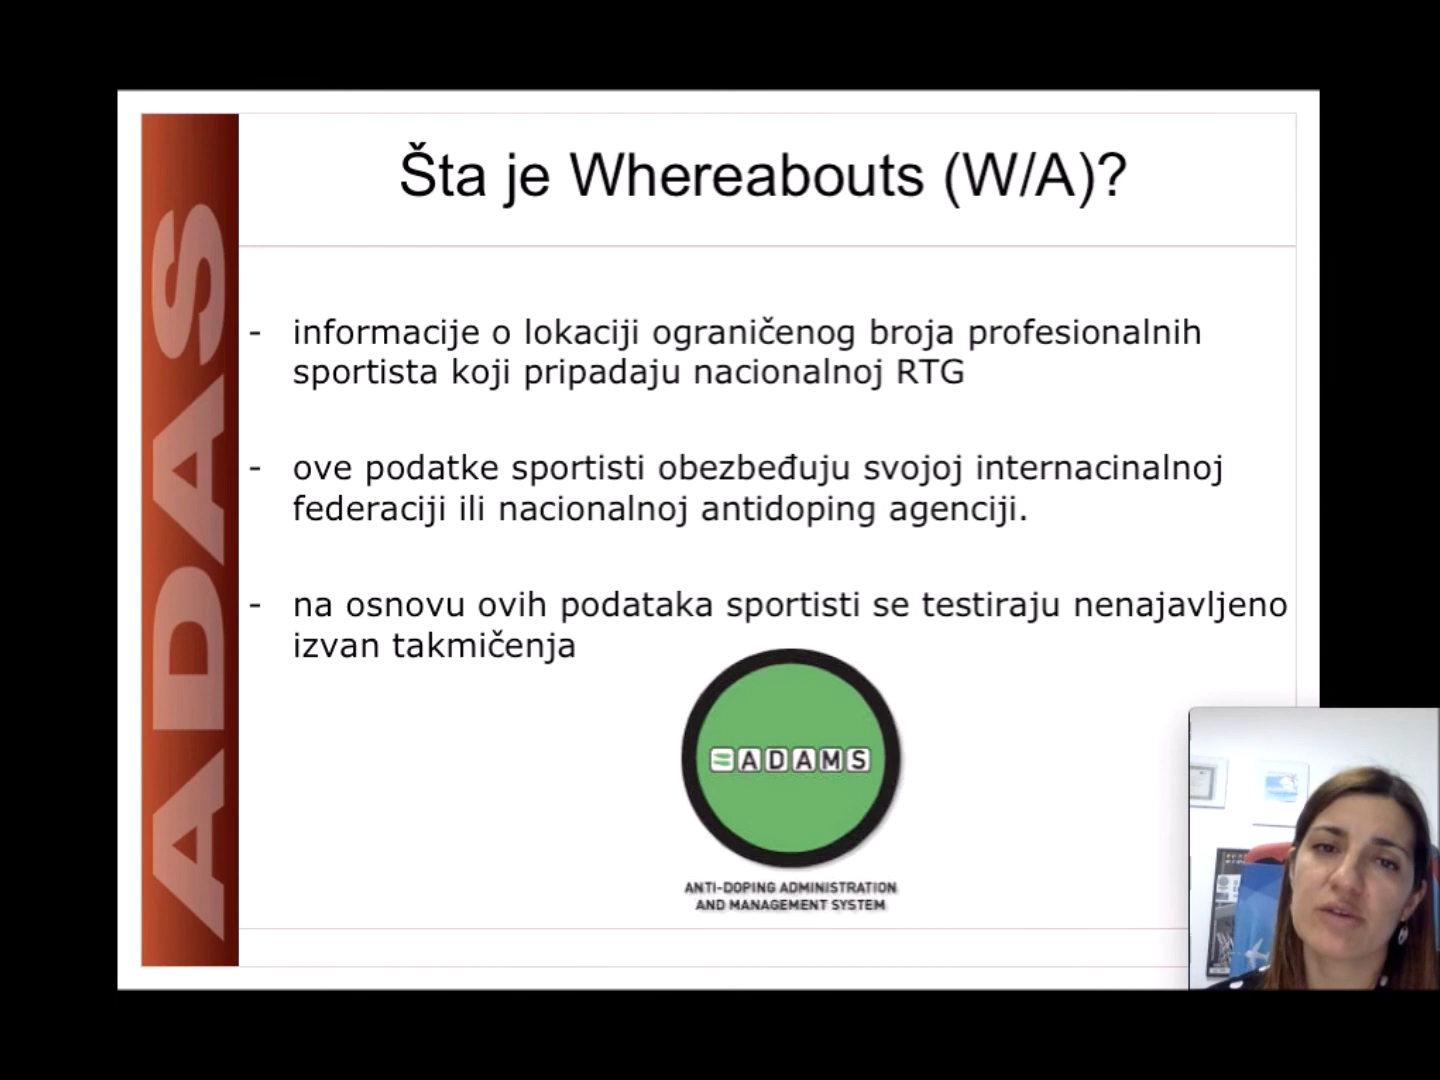 Šta je Whereabouts (W/A)?
ADAS
- informacije o lokaciji ograničenog broja profesionalnih
sportista koji pripadaju nacionalnoj RTG
- ove podatke sportisti obezbeđuju svojoj internacinalnoj
federaciji ili nacionalnoj antidoping agenciji.
- na osnovu ovih podataka sportisti se testiraju nenajavljeno
izvan takmičenja
ADAMS
ANTI-DOPING ADMINISTRATION
AND MANAGEMENT SYSTEM